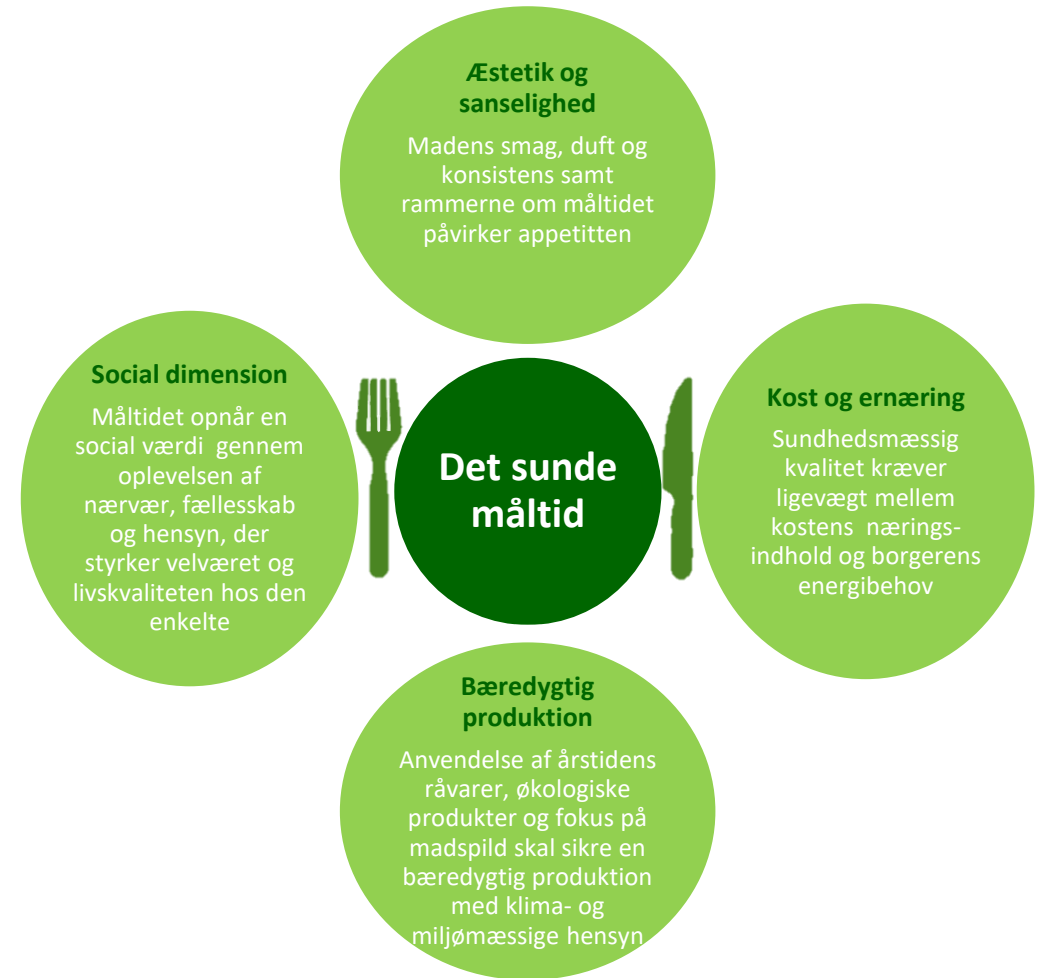 Æstetik og
sanselighed
Madens smag, duft og
konsistens samt
rammerne om måltidet
påvirker appetitten
Social dimension
Måltidet opnår en
social værdi gennem
oplevelsen af
nærvær, fællesskab
og hensyn, der
styrker velværet og
livskvaliteten hos den
enkelte
Det sunde
måltid
Kost og ernæring
Sundhedsmæssig
kvalitet kræver
ligevægt mellem
kostens nærings-
indhold og borgerens
energibehov
Bæredygtig
produktion
Anvendelse af årstidens
råvarer, økologiske
produkter og fokus på
madspild skal sikre en
bæredygtig produktion
med klima- og
miljømæssige hensyn